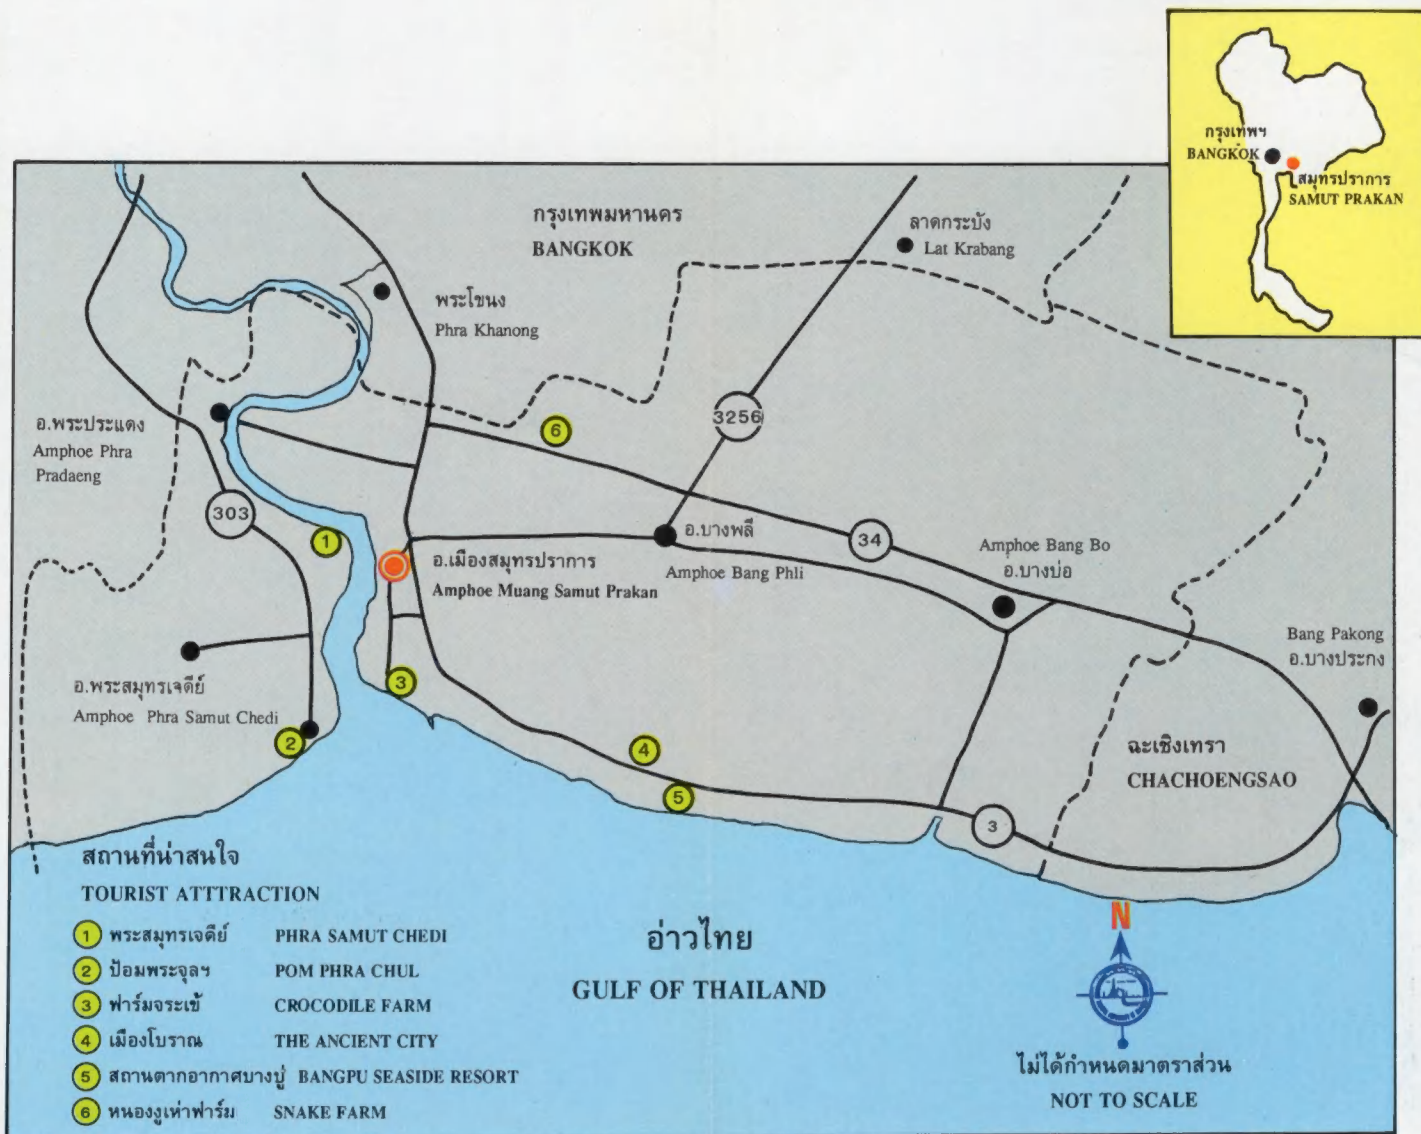 กรุงเทพฯ
BANGKOK
สมุทรปราการ
SAMUT PRAKAN
กรุงเทพมหานคร
BANGKOK
ลาดกระบัง
Lat Krabang
พระโขนง
Phra Khanong
3256
อ.พระประแดง
Amphoe Phra
Pradaeng
6
303
1
อ.บางพลี
Amphoe Bang Phli
34
Amphoe Bang Bo
อ.บางบ่อ
อ.เมืองสมุทรปราการ
Amphoe Muang Samut Prakan
Bang Pakong
อ.บางประกง
อ.พระสมุทรเจดีย์
Amphoe Phra Samut Chedi
3
2
4
5
ฉะเชิงเทรา
CHACHOENGSAO
3
สถานที่น่าสนใจ
TOURIST ATTTRACTION
1 พระสมุทรเจดีย์ PHRA SAMUT CHEDI
2 ป้อมพระจุลฯ POM PHRA CHUL
3 ฟาร์มจระเข้ CROCODILE FARM
4 เมืองโบราณ THE ANCIENT CITY
5 สถานตากอากาศบางปู BANGPU SEASIDE RESORT
6 หนองงูเห่าฟาร์ม SNAKE FARM
อ่าวไทย
GULF OF THAILAND
N
ไม่ได้กำหนดมาตราส่วน
NOT TO SCALE